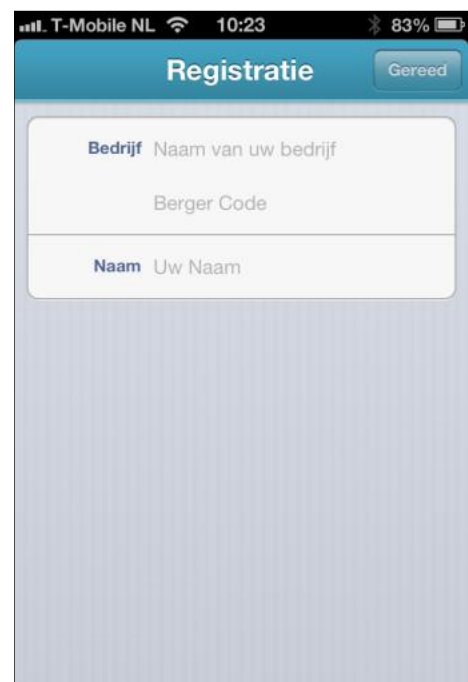 T-Mobile NL 10:23 83%
Registratie Gereed
Bedrijf Naam van uw bedrijf
Berger Code
Naam Uw Naam